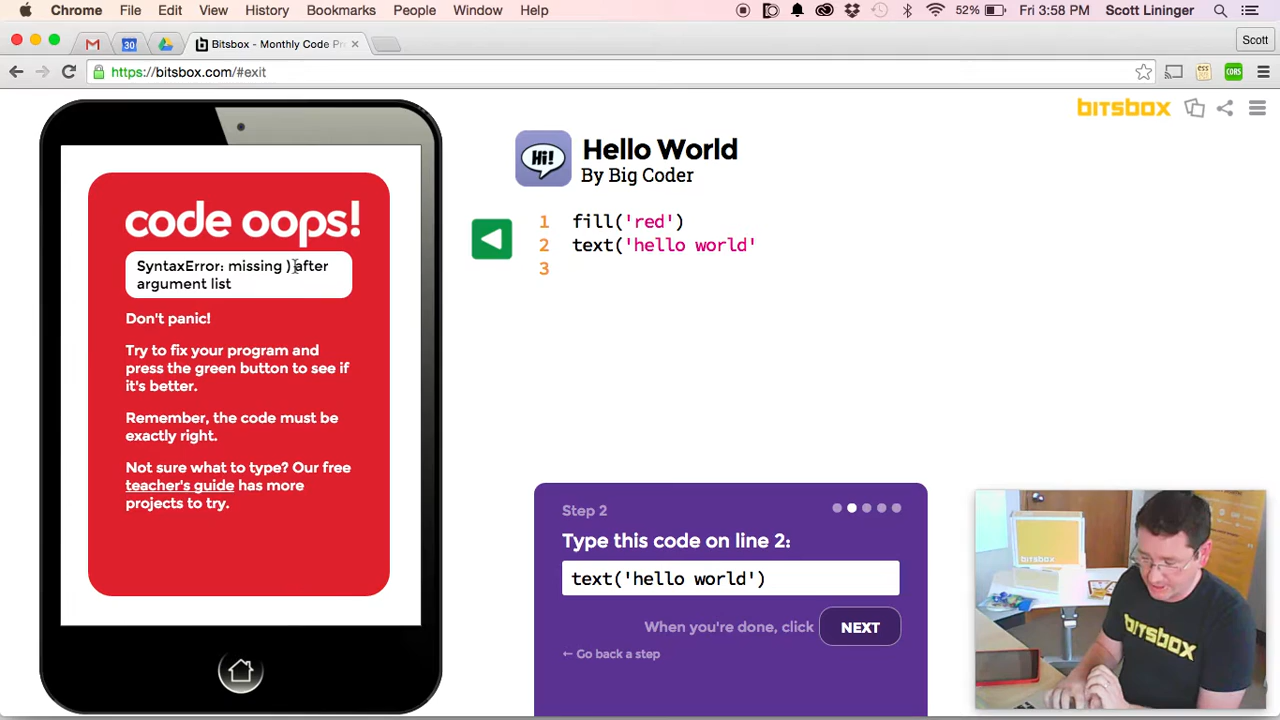 Chrome File Edit View History Bookmarks People Window Help 52% Fri 3:58 PM Scott Lininger
30 Bitsbox - Monthly Code Pr Scott
https://bitsbox.com/#exit ess CORS
bitsbox
Hi! Hello World
By Big Coder
1 fill('red')
2 text('hello world'
3
code oops!
SyntaxError: missing ) after
argument list
Don't panic!
Try to fix your program and
press the green button to see if
it's better.
Remember, the code must be
exactly right.
Not sure what to type? Our free
teacher's guide has more
projects to try.
Step 2
Type this code on line 2:
text('hello world')
When you're done, click NEXT
← Go back a step
bitsbox
bitsbox